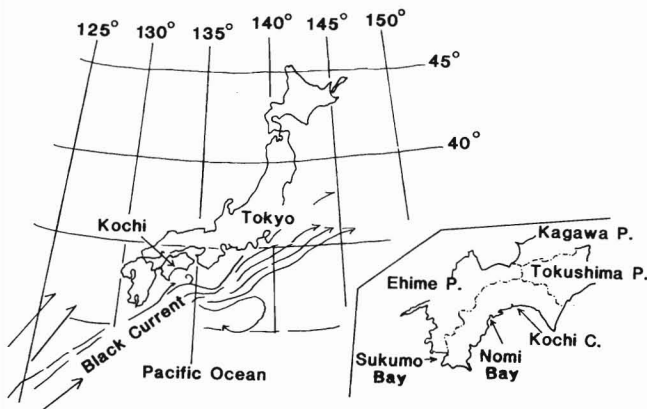 125° 130° 135° 140° 145° 150°
45°
40°
Kochi
Tokyo
Black Current
Pacific Ocean
Kagawa P.
Ehime P.
Tokushima P.
Kochi C.
Nomi
Bay
Sukumo
Bay